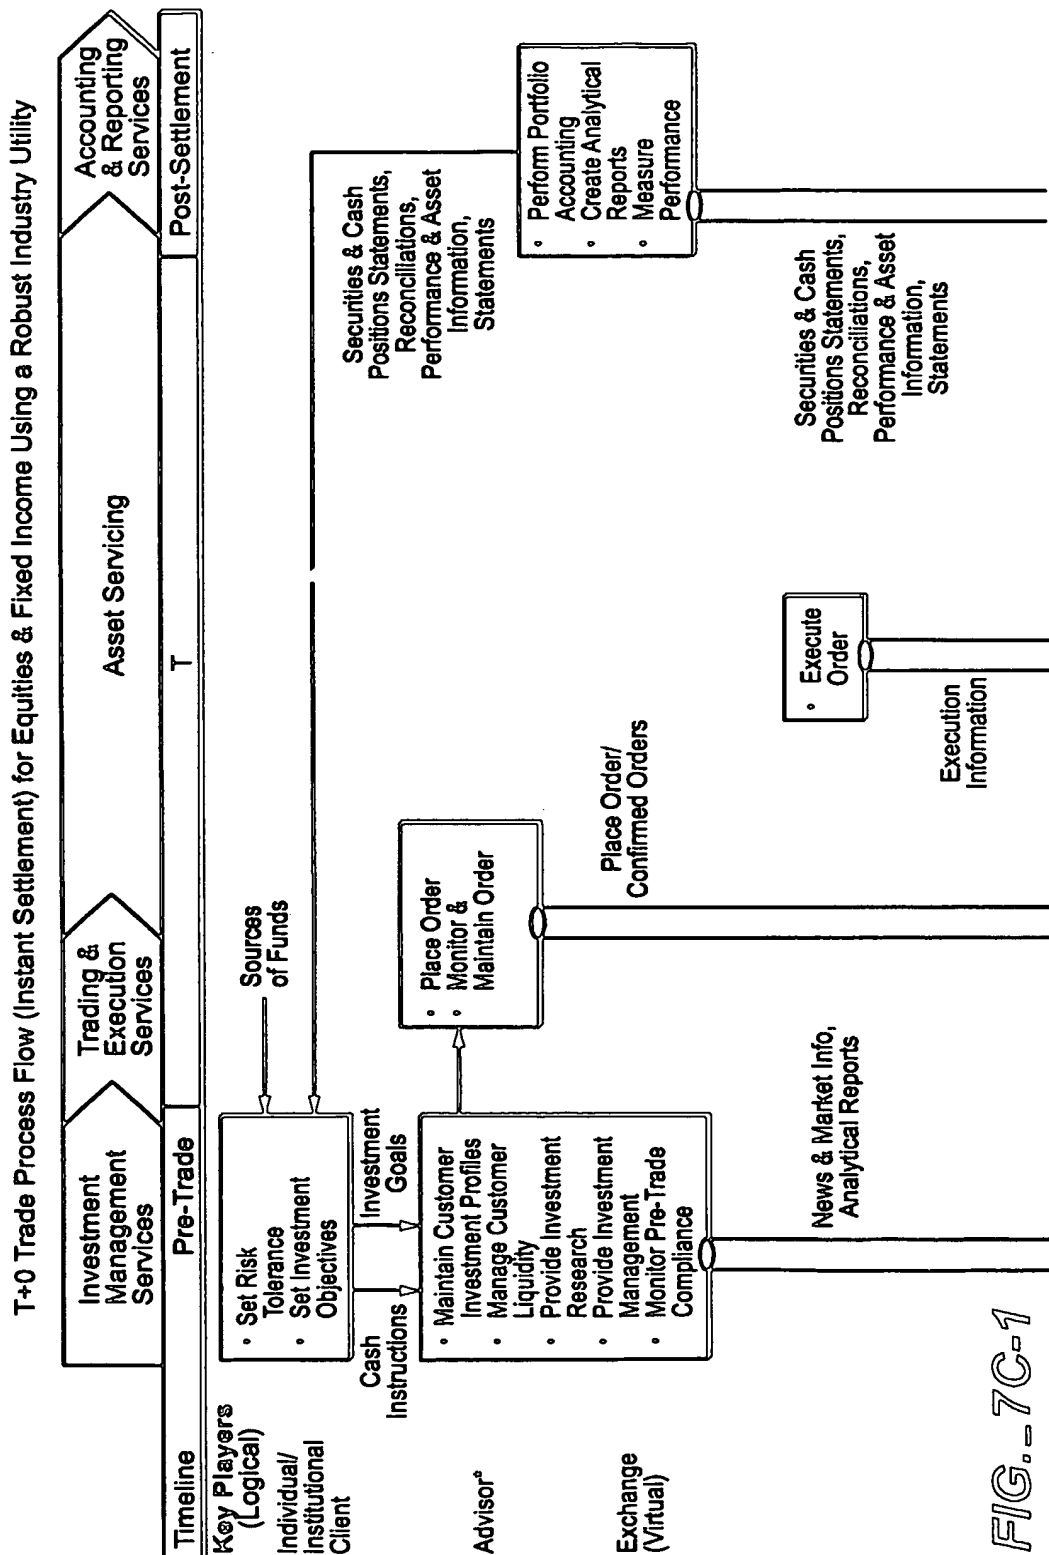 T+0 Trade Process Flow (Instant Settlement) for Equities & Fixed Income Using a Robust Industry Utility
Investment
Management
Services
Trading &
Execution
Services
Asset Servicing
Accounting
& Reporting
Services
Timeline
Pre-Trade
T
Post-Settlement
Key Players
(Logical)
Individual/
Institutional
Client
° Set Risk
Tolerance
° Set Investment
Objectives
Sources
of Funds
Securities & Cash
Positions Statements,
Reconciliations,
Performance & Asset
Information,
Statements
Cash
Instructions
Investment
Goals
Advisor°
° Maintain Customer
Investment Profiles
° Manage Customer
Liquidity
° Provide Investment
Research
° Provide Investment
Management
° Monitor Pre-Trade
Compliance
° Place Order
° Monitor &
Maintain Order
° Perform Portfolio
Accounting
° Create Analytical
Reports
° Measure
Performance
Exchange
(Virtual)
Place Order/
Confirmed Orders
° Execute
Order
News & Market Info,
Analytical Reports
Execution
Information
Securities & Cash
Positions Statements,
Reconciliations,
Performance & Asset
Information,
Statements
FIG._7C-1